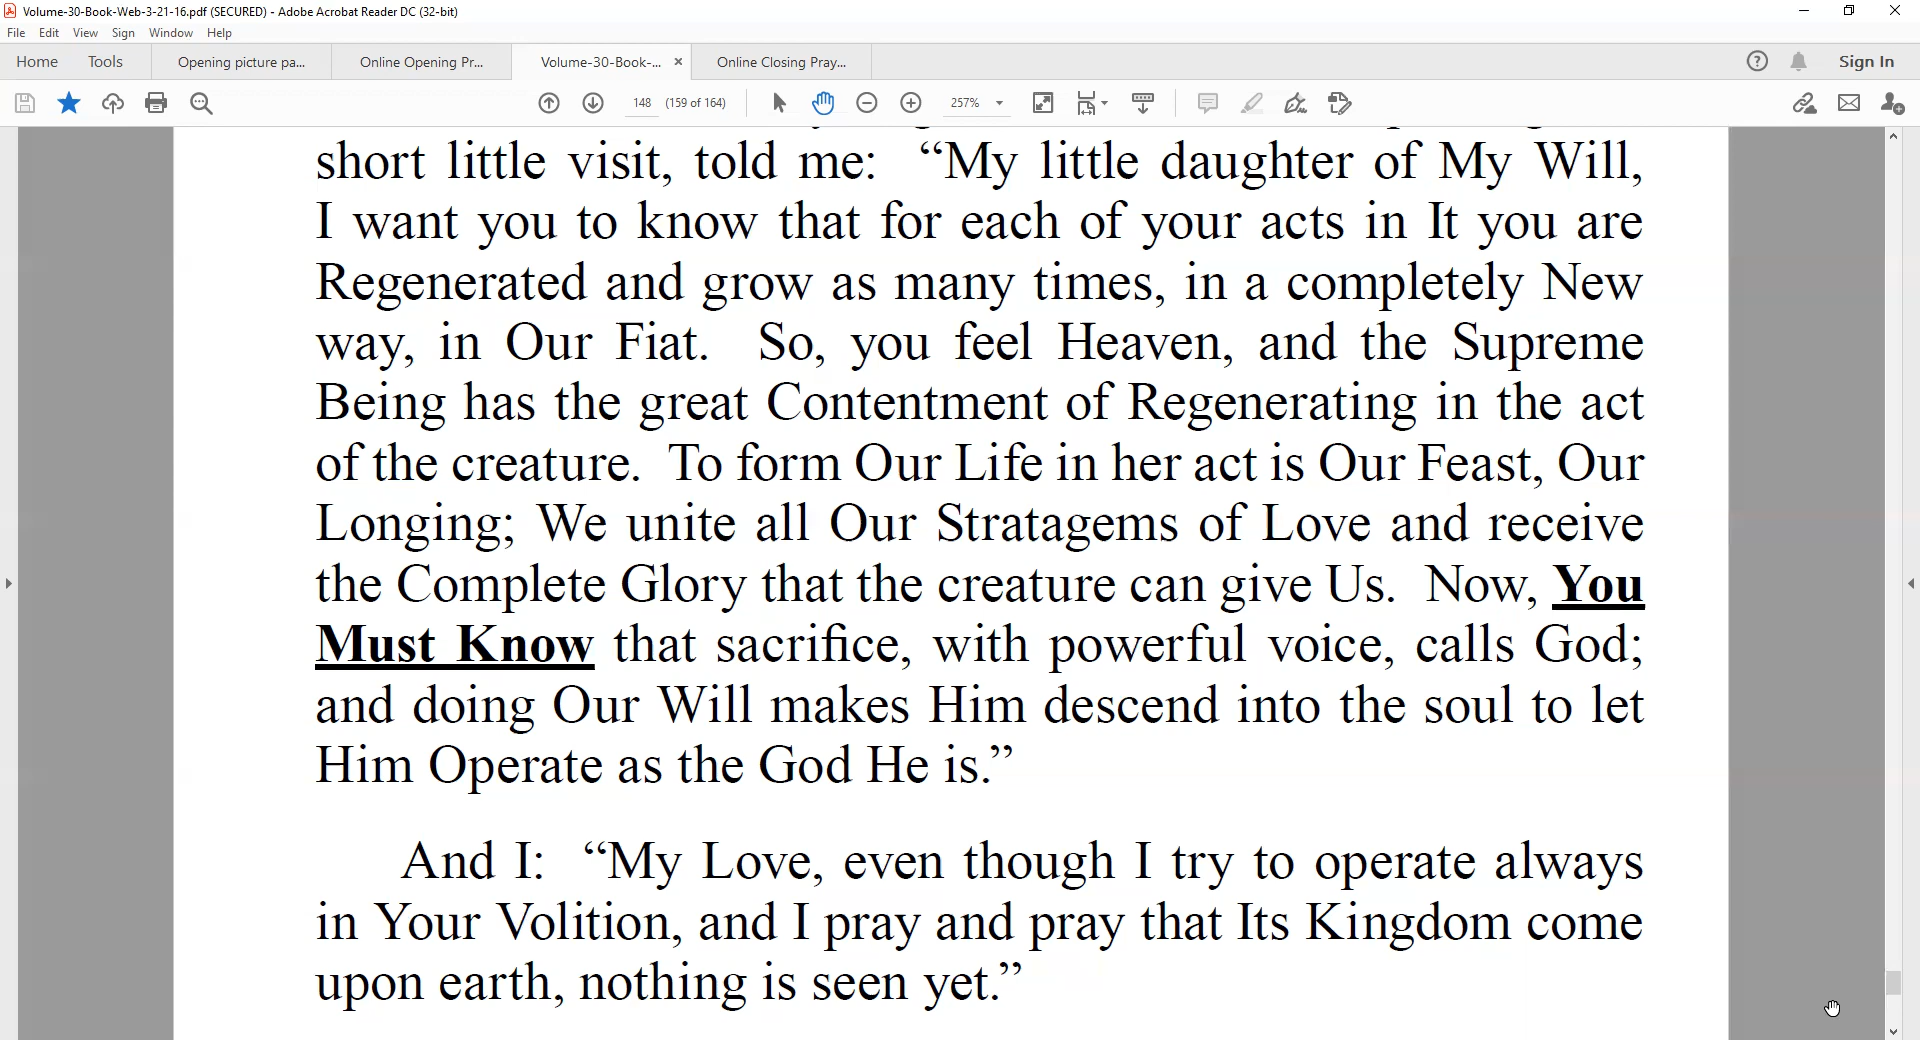 Volume-30-Book-Web-3-21-16.pdf (SECURED) - Adobe Acrobat Reader DC (32-bit)
File Edit View Sign Window Help
Home Tools Opening picture pa... Online Opening Pr... Volume-30-Book-... × Online Closing Pray... Sign In
148 (159 of 164) 257%
short little visit, told me: “My little daughter of My Will,
I want you to know that for each of your acts in It you are
Regenerated and grow as many times, in a completely New
way, in Our Fiat. So, you feel Heaven, and the Supreme
Being has the great Contentment of Regenerating in the act
of the creature. To form Our Life in her act is Our Feast, Our
Longing; We unite all Our Stratagems of Love and receive
the Complete Glory that the creature can give Us. Now, You
Must Know that sacrifice, with powerful voice, calls God;
and doing Our Will makes Him descend into the soul to let
Him Operate as the God He is.”
And I: “My Love, even though I try to operate always
in Your Volition, and I pray and pray that Its Kingdom come
upon earth, nothing is seen yet.”